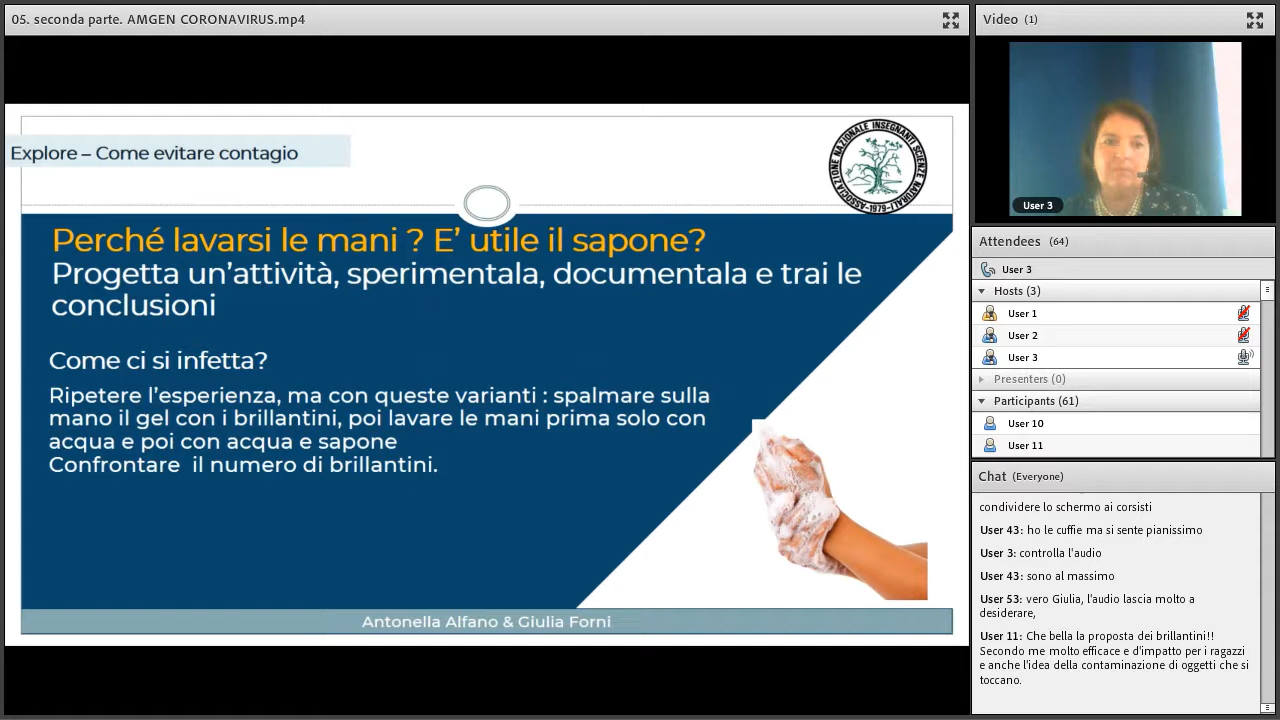 05. seconda parte. AMGEN CORONAVIRUS.mp4
Explore – Come evitare contagio
ASSOCIAZIONE NAZIONALE INSEGNANTI SCIENZE NATURALI
-1979-
Perché lavarsi le mani ? E' utile il sapone?
Progetta un'attività, sperimentala, documentala e trai le
conclusioni
Come ci si infetta?
Ripetere l'esperienza, ma con queste varianti : spalmare sulla
mano il gel con i brillantini, poi lavare le mani prima solo con
acqua e poi con acqua e sapone
Confrontare il numero di brillantini.
Antonella Alfano & Giulia Forni
Video (1)
User 3
Attendees (64)
User 3
Hosts (3)
User 1
User 2
User 3
Presenters (0)
Participants (61)
User 10
User 11
Chat (Everyone)
condividere lo schermo ai corsisti
User 43: ho le cuffie ma si sente pianissimo
User 3: controlla l'audio
User 43: sono al massimo
User 53: vero Giulia, l'audio lascia molto a
desiderare,
User 11: Che bella la proposta dei brillantini!!
Secondo me molto efficace e d'impatto per i ragazzi
e anche l'idea della contaminazione di oggetti che si
toccano.